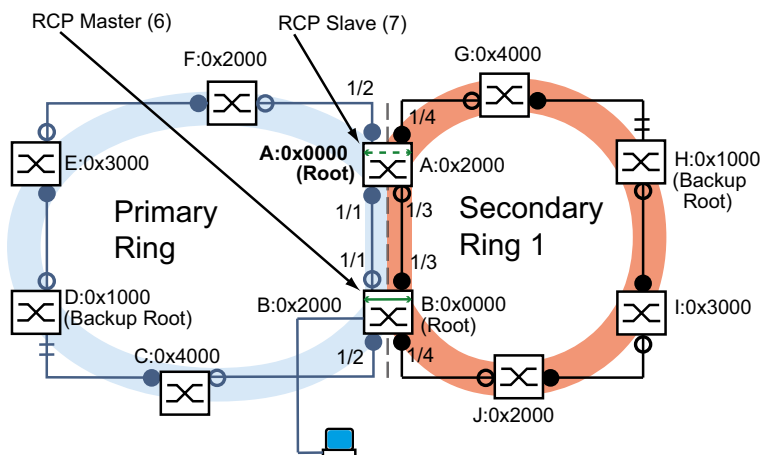 RCP Master (6)
RCP Slave (7)
F:0x2000
G:0x4000
1/2
1/4
A:0x0000
(Root)
A:0x2000
E:0x3000
H:0x1000
(Backup
Root)
1/1
1/3
Primary
Ring
Secondary
Ring 1
1/1
1/3
D:0x1000
(Backup Root)
B:0x2000
B:0x0000
(Root)
I:0x3000
C:0x4000
1/2
1/4
J:0x2000